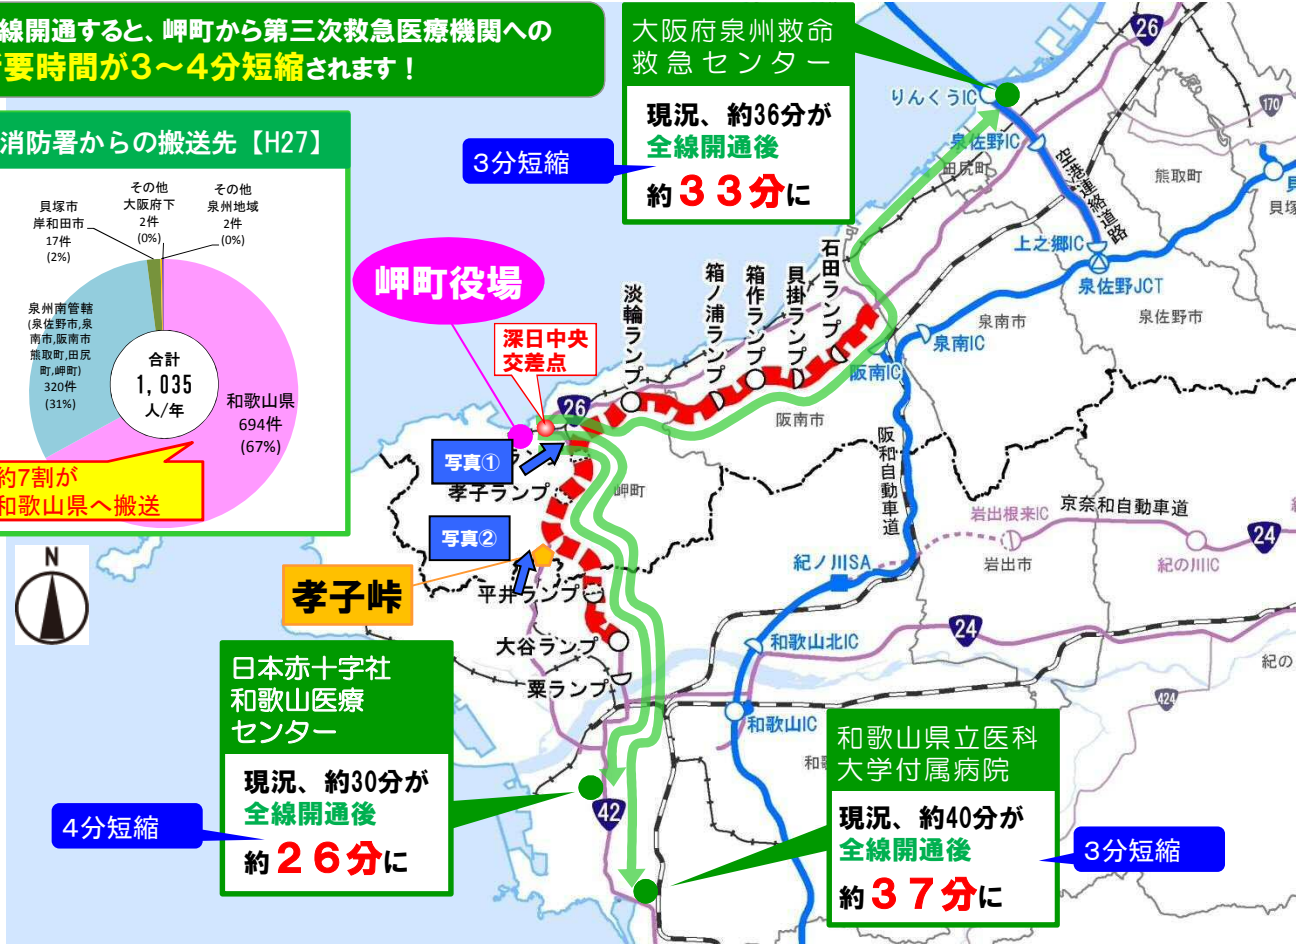 線開通すると、岬町から第三次救急医療機関への
要時間が3～4分短縮されます！
消防署からの搬送先【H27】
その他
大阪府下
2件
(0%)
その他
泉州地域
2件
(0%)
貝塚市
岸和田市
17件
(2%)
泉州南管轄
(泉佐野市,泉
南市,阪南市
熊取町,田尻
町,岬町)
320件
(31%)
合計
1,035
人/年
和歌山県
694件
(67%)
約7割が
和歌山県へ搬送
N
大阪府泉州救命
救急センター
現況、約36分が
全線開通後
約33分に
3分短縮
岬町役場
深日中央
交差点
26
26
170
りんくうIC
泉佐野IC
田尻町
空港連絡道路
熊取町
貝塚
上之郷IC
泉佐野JCT
泉佐野市
泉南市
泉南IC
阪南IC
阪南市
石田ランプ
貝掛ランプ
箱作ランプ
箱ノ浦ランプ
淡輪ランプ
写真①
孝子ランプ
岬町
写真②
孝子峠
平井ランプ
大谷ランプ
粟ランプ
阪和自動車道
岩出根来IC
京奈和自動車道
岩出市
紀の川IC
24
紀ノ川SA
24
和歌山北IC
紀の
424
和歌山IC
和歌
日本赤十字社
和歌山医療
センター
現況、約30分が
全線開通後
約26分に
4分短縮
42
和歌山県立医科
大学付属病院
現況、約40分が
全線開通後
約37分に
3分短縮